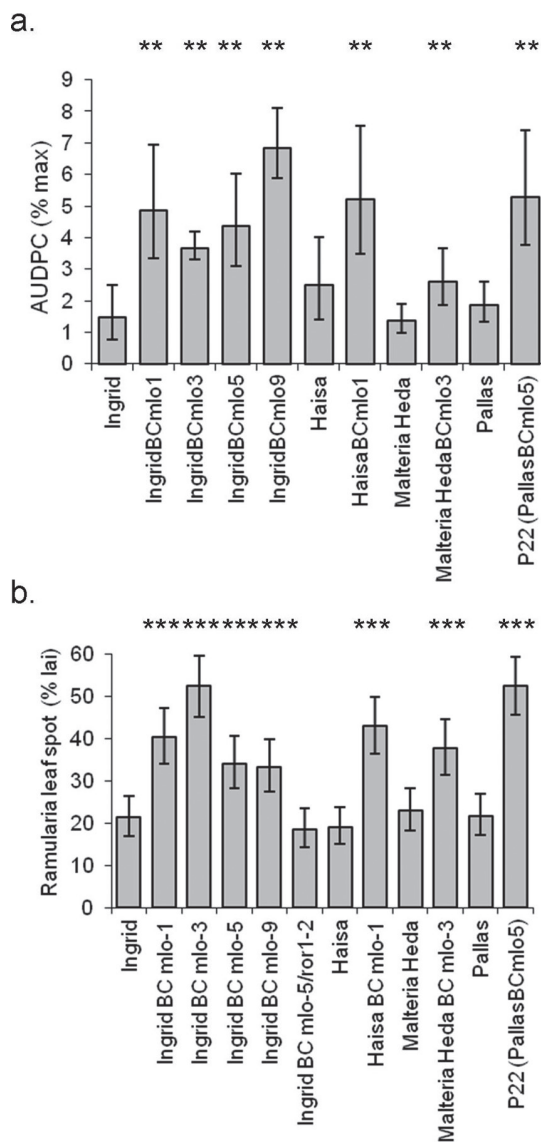 a.
** ** ** ** ** ** **
AUDPC (% max)
9
8
7
6
5
4
3
2
1
0
Ingrid
IngridBCmlo1
IngridBCmlo3
IngridBCmlo5
IngridBCmlo9
Haisa
HaisaBCmlo1
Malteria Heda
Malteria HedaBCmlo3
Pallas
P22 (PallasBCmlo5)
b.
*** *** *** *** *** *** ***
Ramularia leaf spot (% lai)
60
50
40
30
20
10
0
Ingrid
Ingrid BC mlo-1
Ingrid BC mlo-3
Ingrid BC mlo-5
Ingrid BC mlo-9
Ingrid BC mlo-5/ror1-2
Haisa
Haisa BC mlo-1
Malteria Heda
Malteria Heda BC mlo-3
Pallas
P22 (PallasBCmlo5)